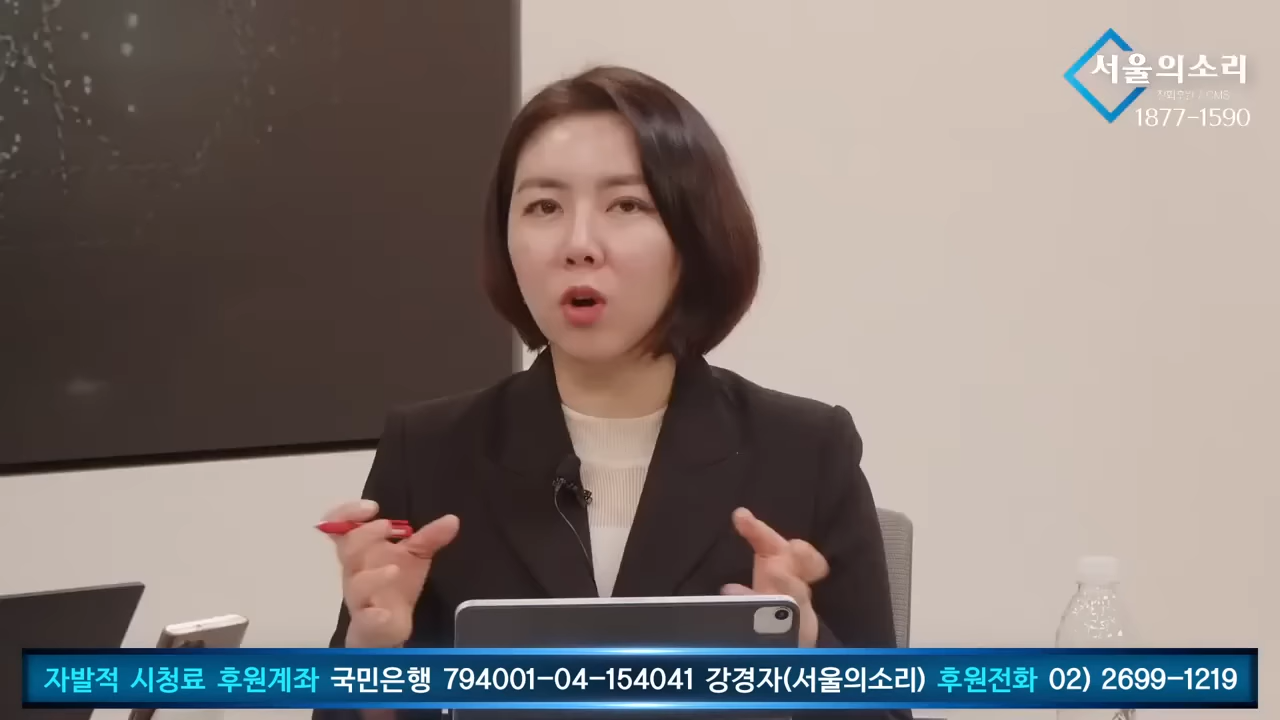 서울의소리
1877-1590
자발적 시청료 후원계좌 국민은행 794001-04-154041 강경자(서울의소리) 후원전화 02) 2699-1219